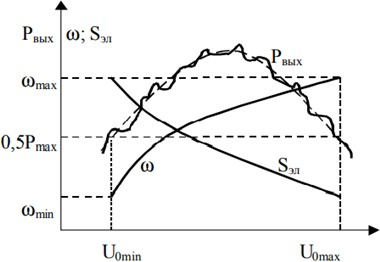 Pвых ω; Sэл
Pвых
ωmax
0,5Pmax
ω
Sэл
ωmin
U0min U0max